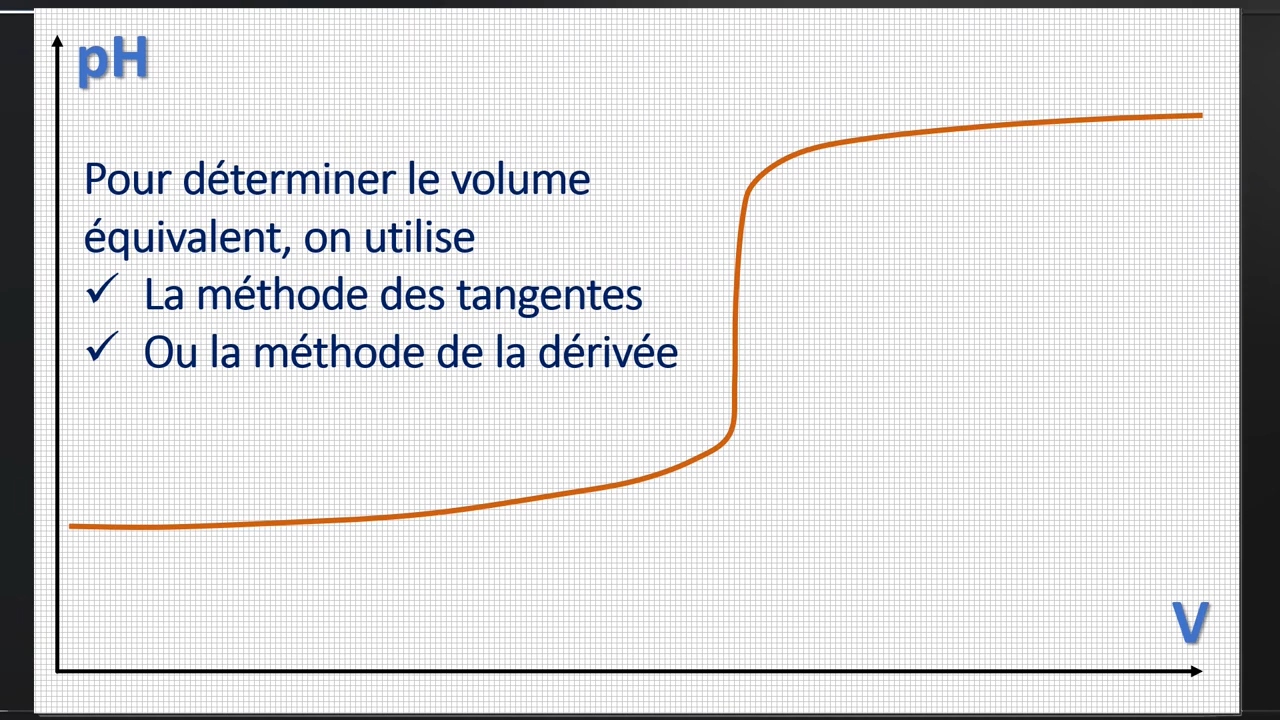 pH
Pour déterminer le volume
équivalent, on utilise
✓ La méthode des tangentes
✓ Ou la méthode de la dérivée
V